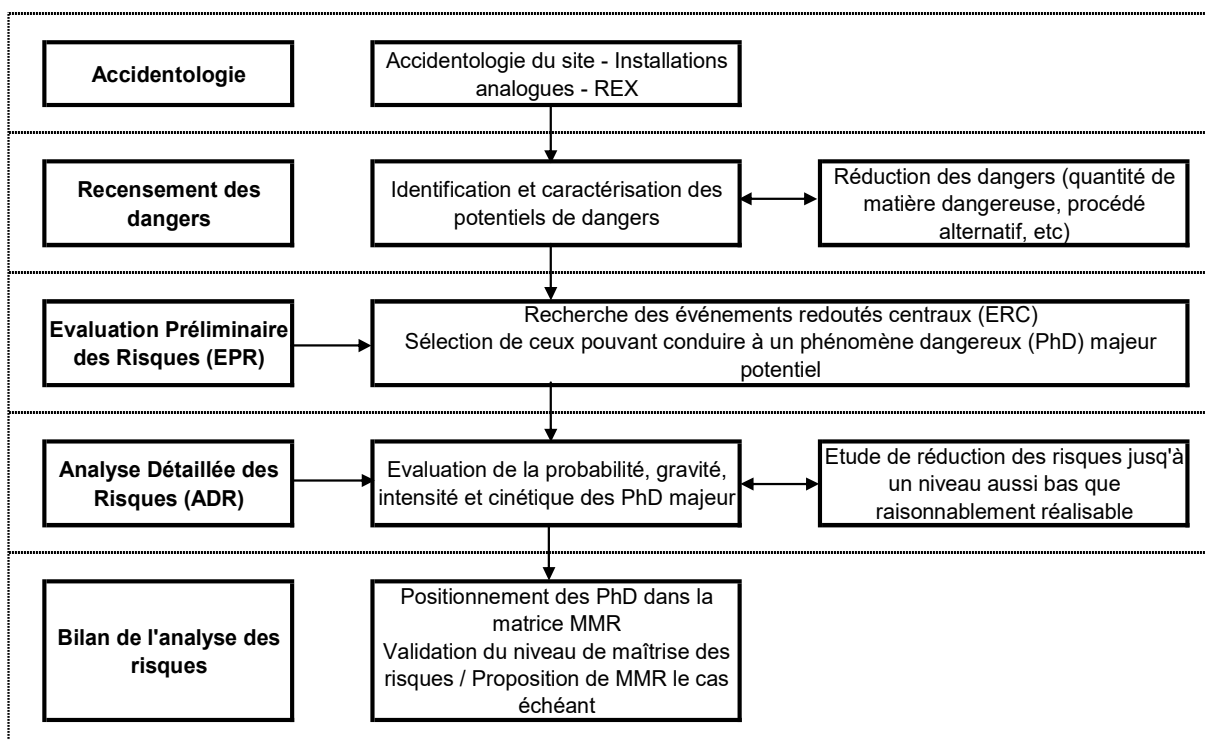 Accidentologie
Accidentologie du site - Installations
analogues - REX
Recensement des
dangers
Identification et caractérisation des
potentiels de dangers
Réduction des dangers (quantité de
matière dangereuse, procédé
alternatif, etc)
Evaluation Préliminaire
des Risques (EPR)
Recherche des événements redoutés centraux (ERC)
Sélection de ceux pouvant conduire à un phénomène dangereux (PhD) majeur
potentiel
Analyse Détaillée des
Risques (ADR)
Evaluation de la probabilité, gravité,
intensité et cinétique des PhD majeur
Etude de réduction des risques jusqu'à
un niveau aussi bas que
raisonnablement réalisable
Bilan de l'analyse des
risques
Positionnement des PhD dans la
matrice MMR
Validation du niveau de maîtrise des
risques / Proposition de MMR le cas
échéant